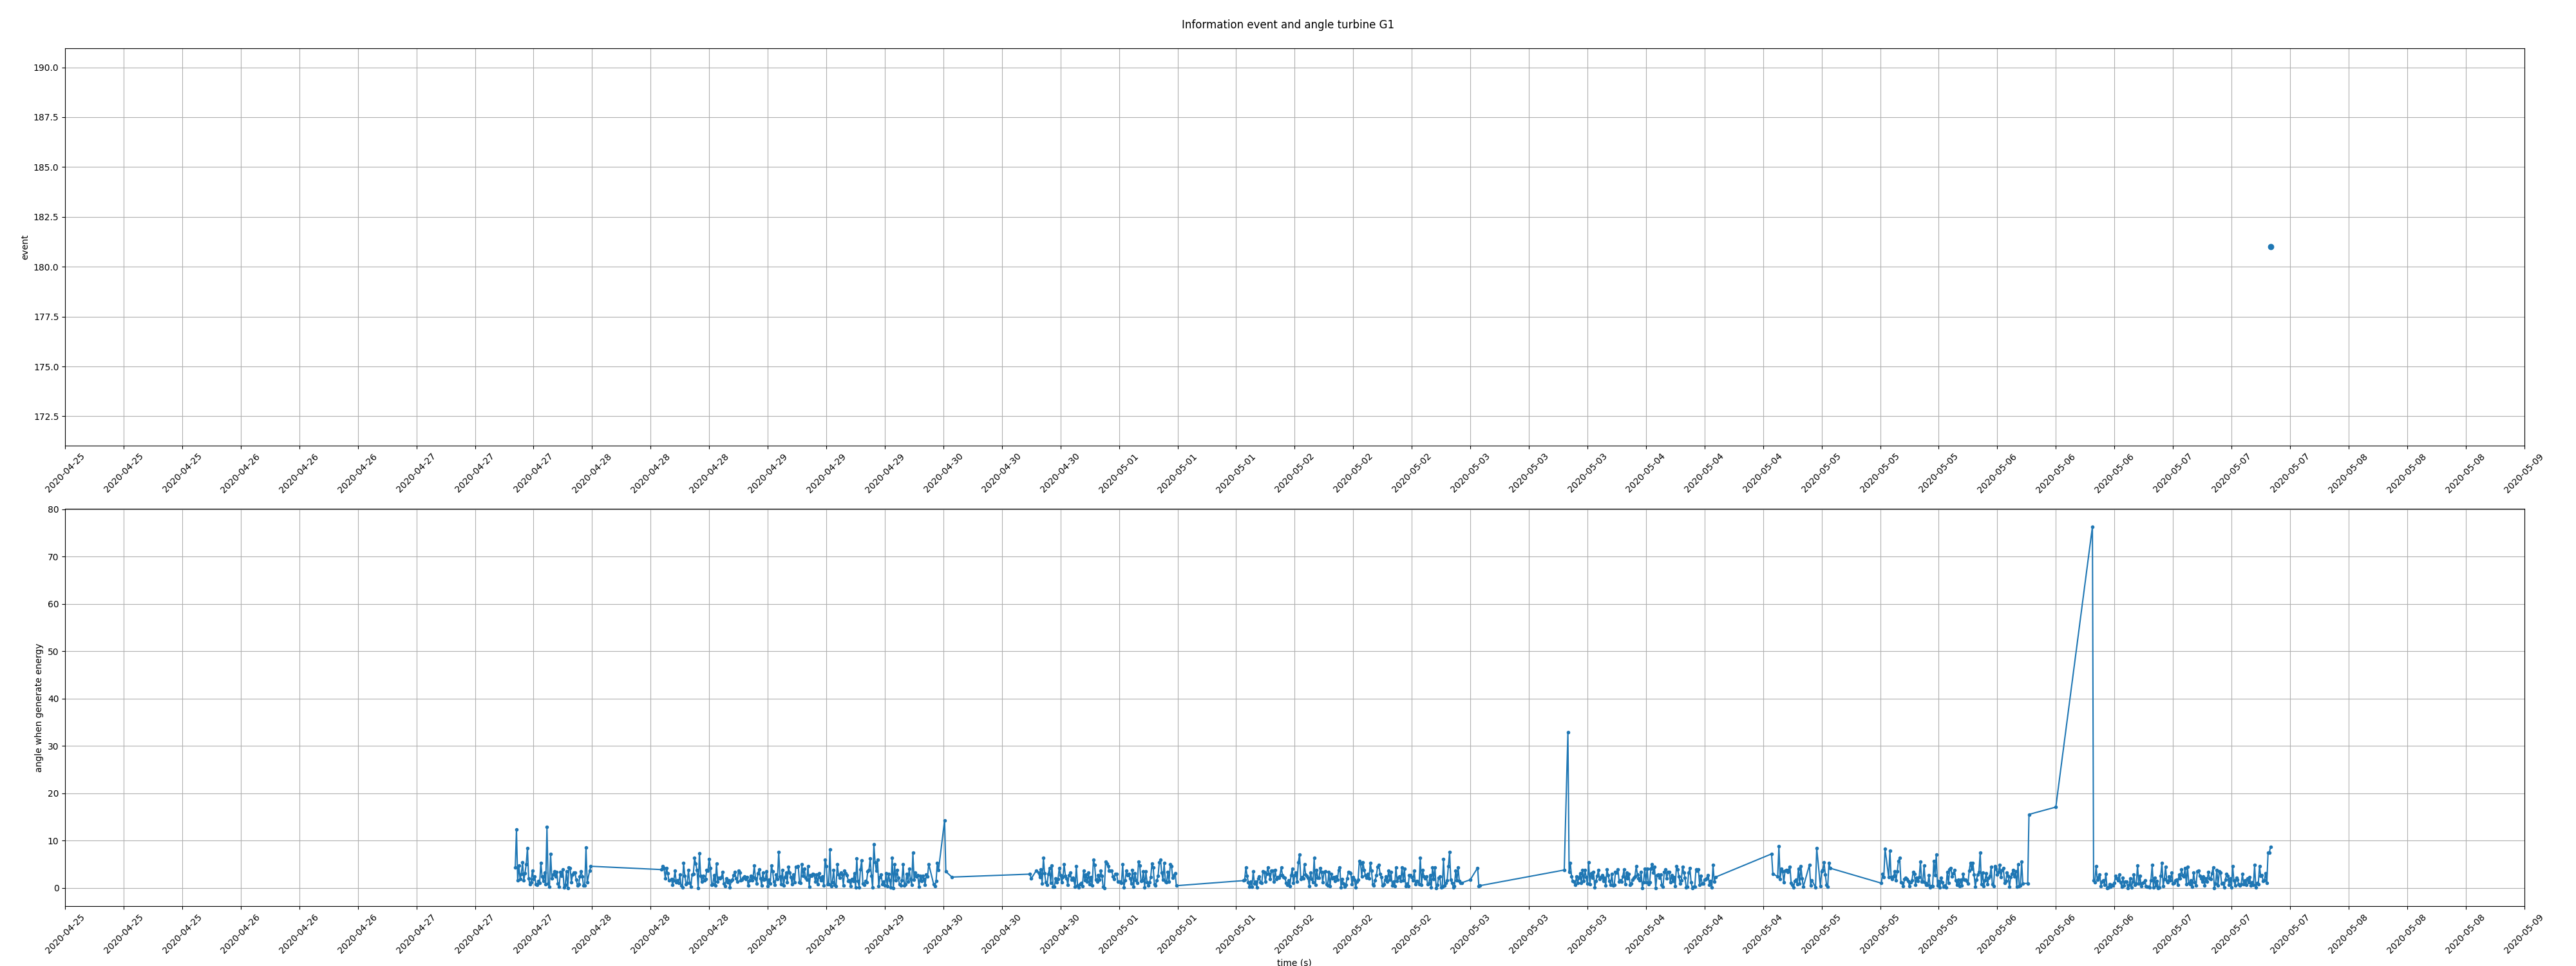 Information event and angle turbine G1
190.0
187.5
185.0
182.5
180.0
177.5
175.0
172.5
event
2020-04-25 2020-04-25 2020-04-25 2020-04-26 2020-04-26 2020-04-26 2020-04-27 2020-04-27 2020-04-27 2020-04-28 2020-04-28 2020-04-28 2020-04-29 2020-04-29 2020-04-29 2020-04-30 2020-04-30 2020-04-30 2020-05-01 2020-05-01 2020-05-01 2020-05-02 2020-05-02 2020-05-02 2020-05-03 2020-05-03 2020-05-03 2020-05-04 2020-05-04 2020-05-04 2020-05-05 2020-05-05 2020-05-05 2020-05-06 2020-05-06 2020-05-06 2020-05-07 2020-05-07 2020-05-07 2020-05-08 2020-05-08 2020-05-08 2020-05-09
80
70
60
50
40
30
20
10
0
angle when generate energy
2020-04-25 2020-04-25 2020-04-25 2020-04-26 2020-04-26 2020-04-26 2020-04-27 2020-04-27 2020-04-27 2020-04-28 2020-04-28 2020-04-28 2020-04-29 2020-04-29 2020-04-29 2020-04-30 2020-04-30 2020-04-30 2020-05-01 2020-05-01 2020-05-01 2020-05-02 2020-05-02 2020-05-02 2020-05-03 2020-05-03 2020-05-03 2020-05-04 2020-05-04 2020-05-04 2020-05-05 2020-05-05 2020-05-05 2020-05-06 2020-05-06 2020-05-06 2020-05-07 2020-05-07 2020-05-07 2020-05-08 2020-05-08 2020-05-08 2020-05-09
time (s)